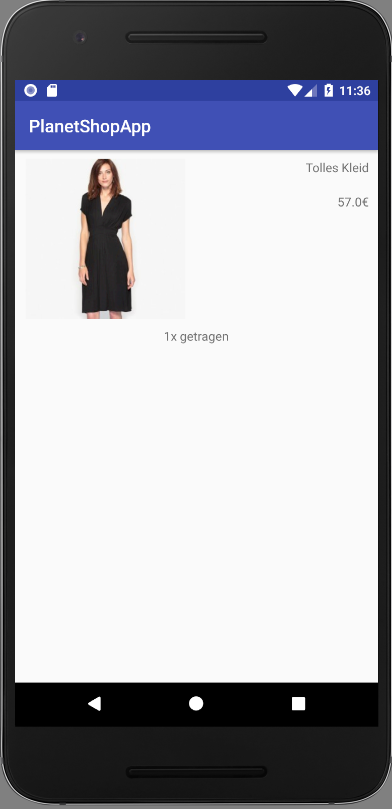 11:36
PlanetShopApp
Tolles Kleid
57.0€
1x getragen